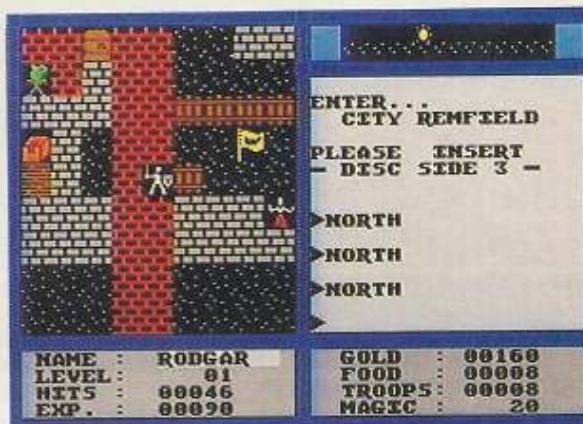 ENTER...
CITY REMFIELD
PLEASE INSERT
- DISC SIDE 3 -
>NORTH
>NORTH
>NORTH
>
NAME : RODGAR
LEVEL: 01
HITS : 00046
EXP. : 00090
GOLD : 00160
FOOD : 00008
TROOPS: 00008
MAGIC : 20